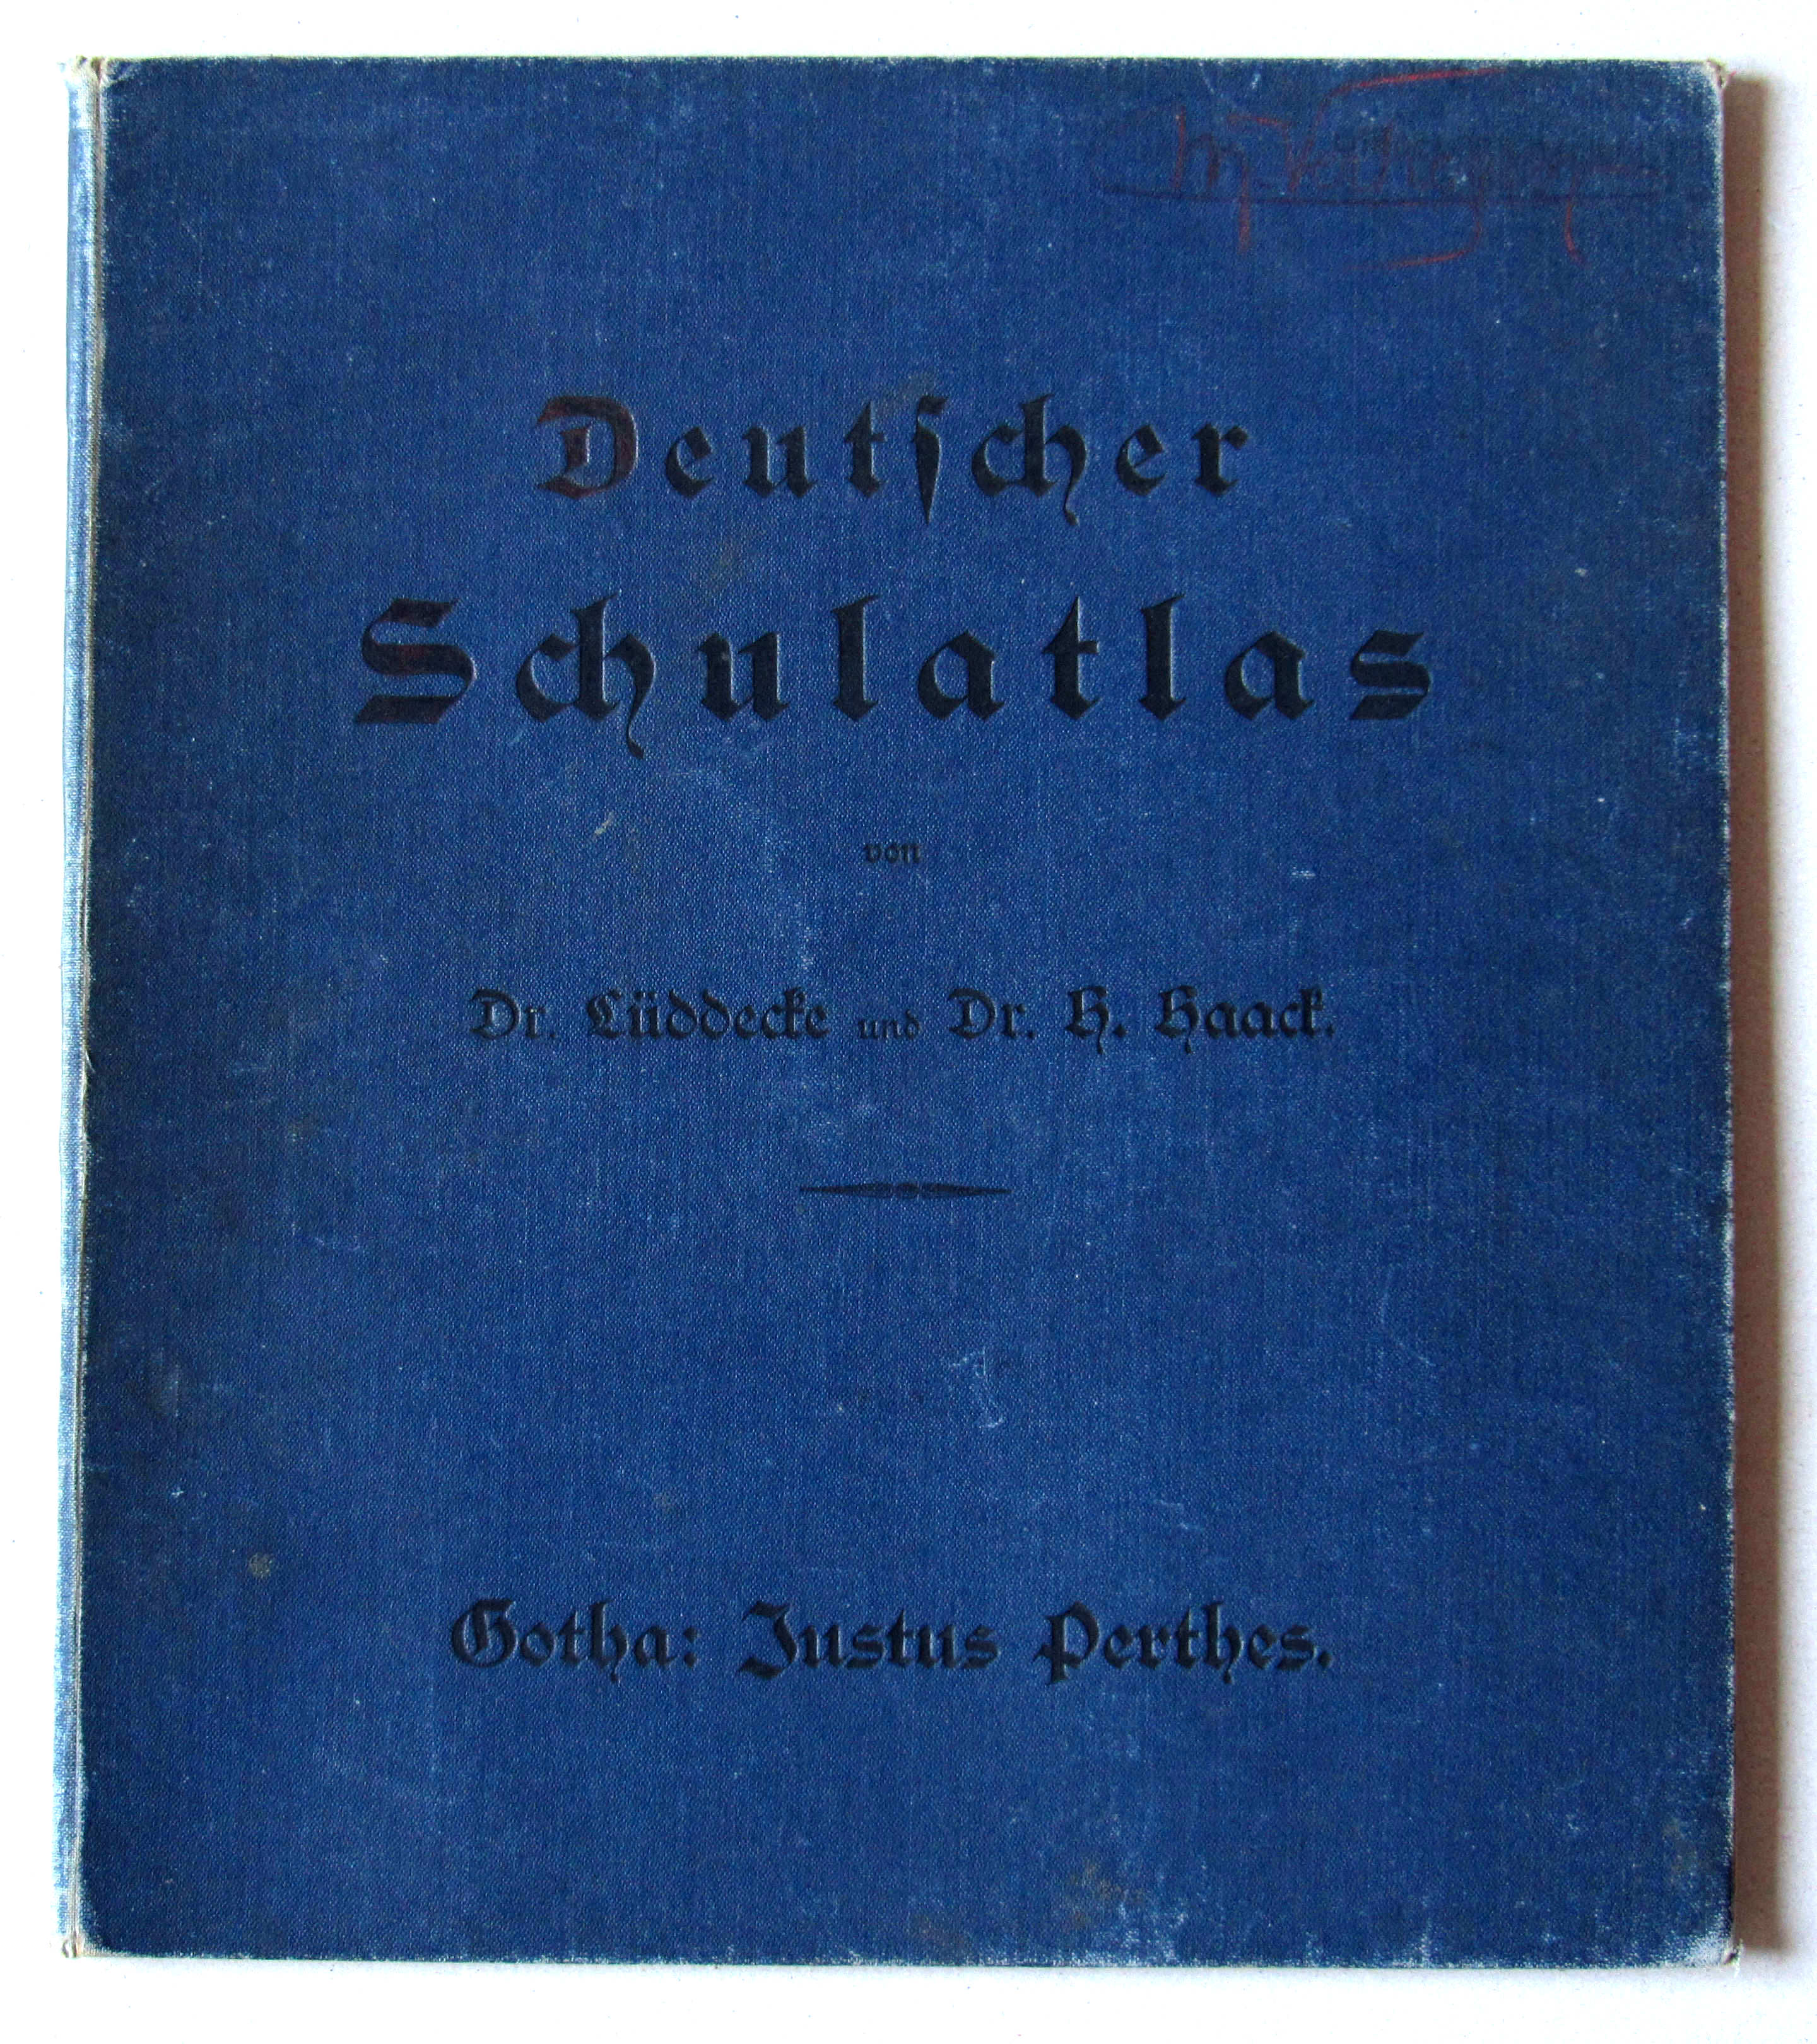 Deutſcher
Schulatlas
von
Dr. Lüddecke und Dr. H. Haack.
Gotha: Justus Perthes.